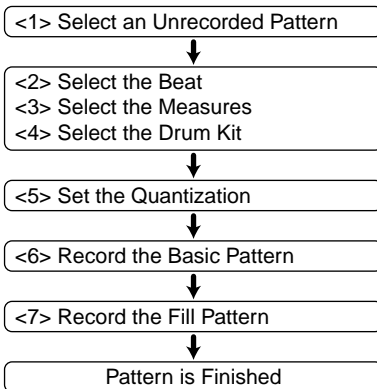 <1> Select an Unrecorded Pattern
<2> Select the Beat
<3> Select the Measures
<4> Select the Drum Kit
<5> Set the Quantization
<6> Record the Basic Pattern
<7> Record the Fill Pattern
Pattern is Finished